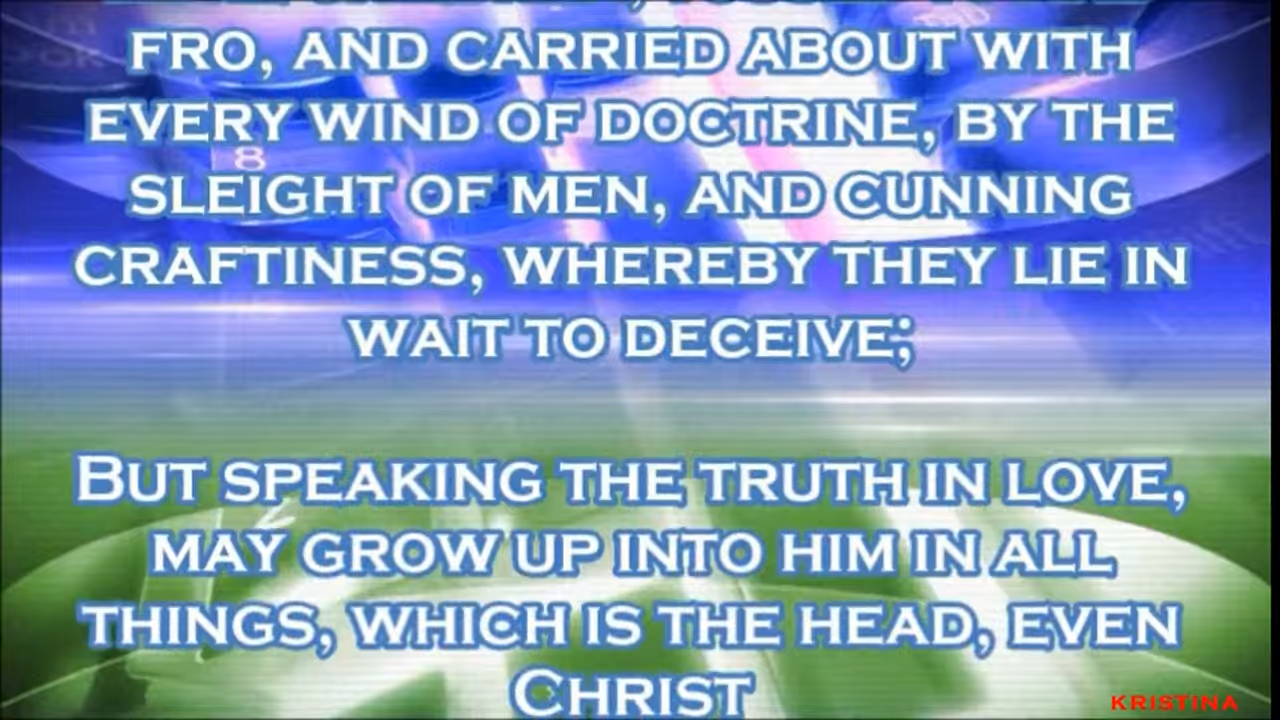 FRO, AND CARRIED ABOUT WITH
EVERY WIND OF DOCTRINE, BY THE
8
SLEIGHT OF MEN, AND CUNNING
CRAFTINESS, WHEREBY THEY LIE IN
WAIT TO DECEIVE;
BUT SPEAKING THE TRUTH IN LOVE,
MAY GROW UP INTO HIM IN ALL
THINGS, WHICH IS THE HEAD, EVEN
CHRIST
KRISTINA